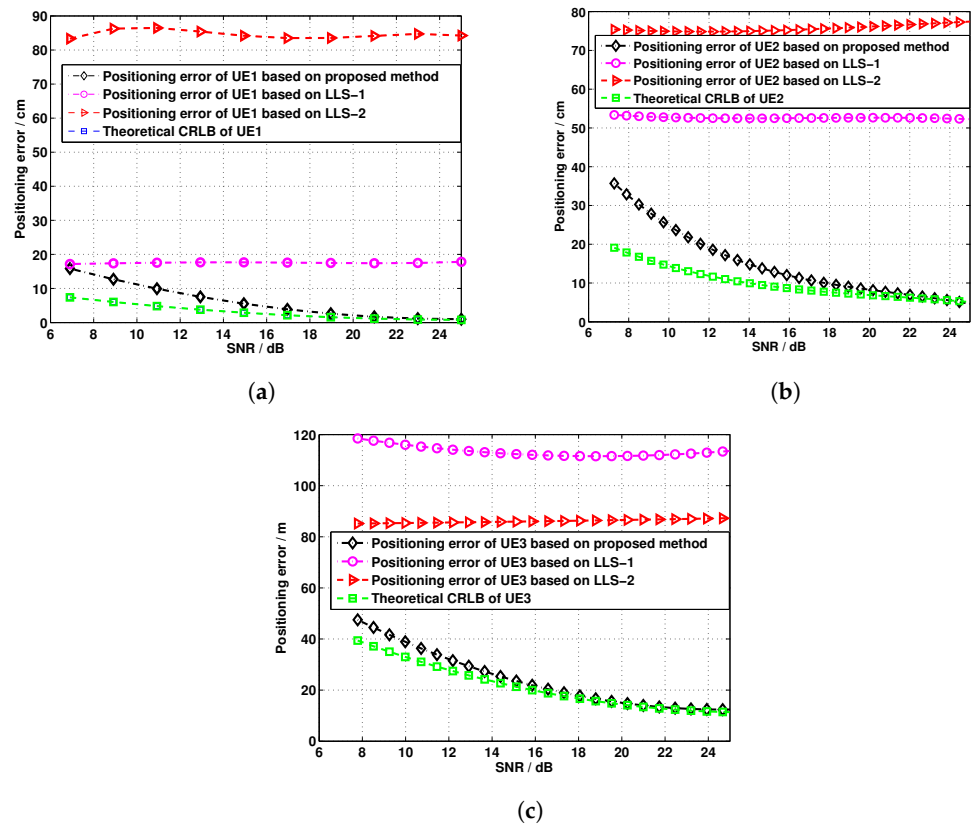 90
80
70
60
50
40
30
20
10
0
Positioning error / cm
Positioning error of UE1 based on proposed method
Positioning error of UE1 based on LLS−1
Positioning error of UE1 based on LLS−2
Theoretical CRLB of UE1
6 8 10 12 14 16 18 20 22 24
SNR / dB
(a)
80
70
60
50
40
30
20
10
0
Positioning error / cm
Positioning error of UE2 based on proposed method
Positioning error of UE2 based on LLS−1
Positioning error of UE2 based on LLS−2
Theoretical CRLB of UE2
6 8 10 12 14 16 18 20 22 24
SNR / dB
(b)
120
100
80
60
40
20
0
Positioning error / m
Positioning error of UE3 based on proposed method
Positioning error of UE3 based on LLS−1
Positioning error of UE3 based on LLS−2
Theoretical CRLB of UE3
6 8 10 12 14 16 18 20 22 24
SNR / dB
(c)